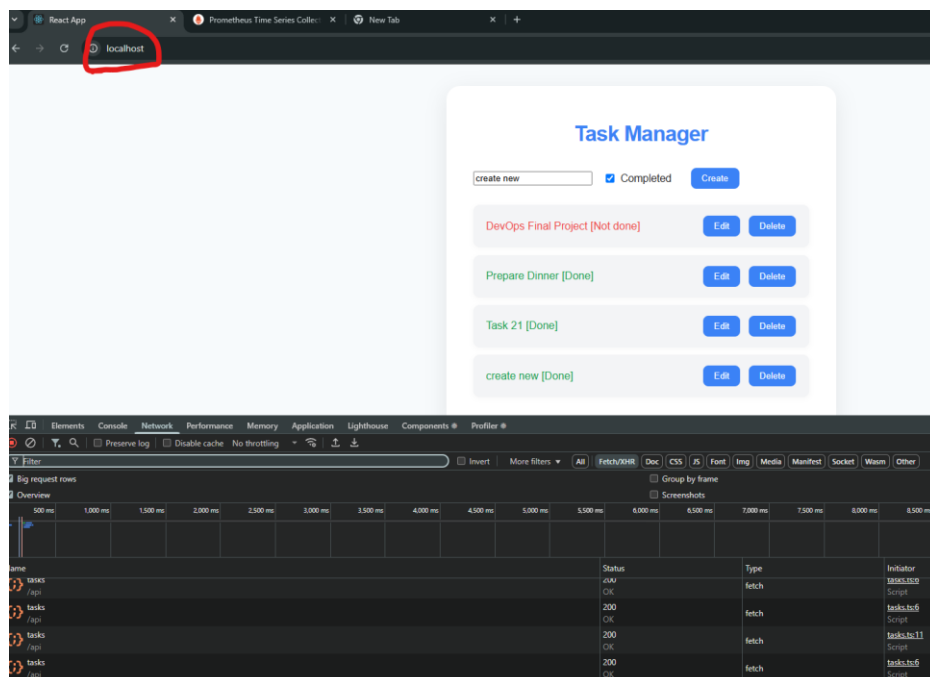 React App
Prometheus Time Series Collect
New Tab
localhost
Task Manager
create new
Completed
Create
DevOps Final Project [Not done]
Edit
Delete
Prepare Dinner [Done]
Edit
Delete
Task 21 [Done]
Edit
Delete
create new [Done]
Edit
Delete
Elements Console Network Performance Memory Application Lighthouse Components Profiler
Preserve log Disable cache No throttling
Filter Invert More filters All Fetch/XHR Doc CSS JS Font Img Media Manifest Socket Wasm Other
Big request rows Group by frame
Overview Screenshots
500 ms 1,000 ms 1,500 ms 2,000 ms 2,500 ms 3,000 ms 3,500 ms 4,000 ms 4,500 ms 5,000 ms 5,500 ms 6,000 ms 6,500 ms 7,000 ms 7,500 ms 8,000 ms 8,500 m
lame Status Type Initiator
tasks 200 fetch tasks.ts:6
/api OK Script
tasks 200 fetch tasks.ts:6
/api OK Script
tasks 200 fetch tasks.ts:11
/api OK Script
tasks 200 fetch tasks.ts:6
/api OK Script